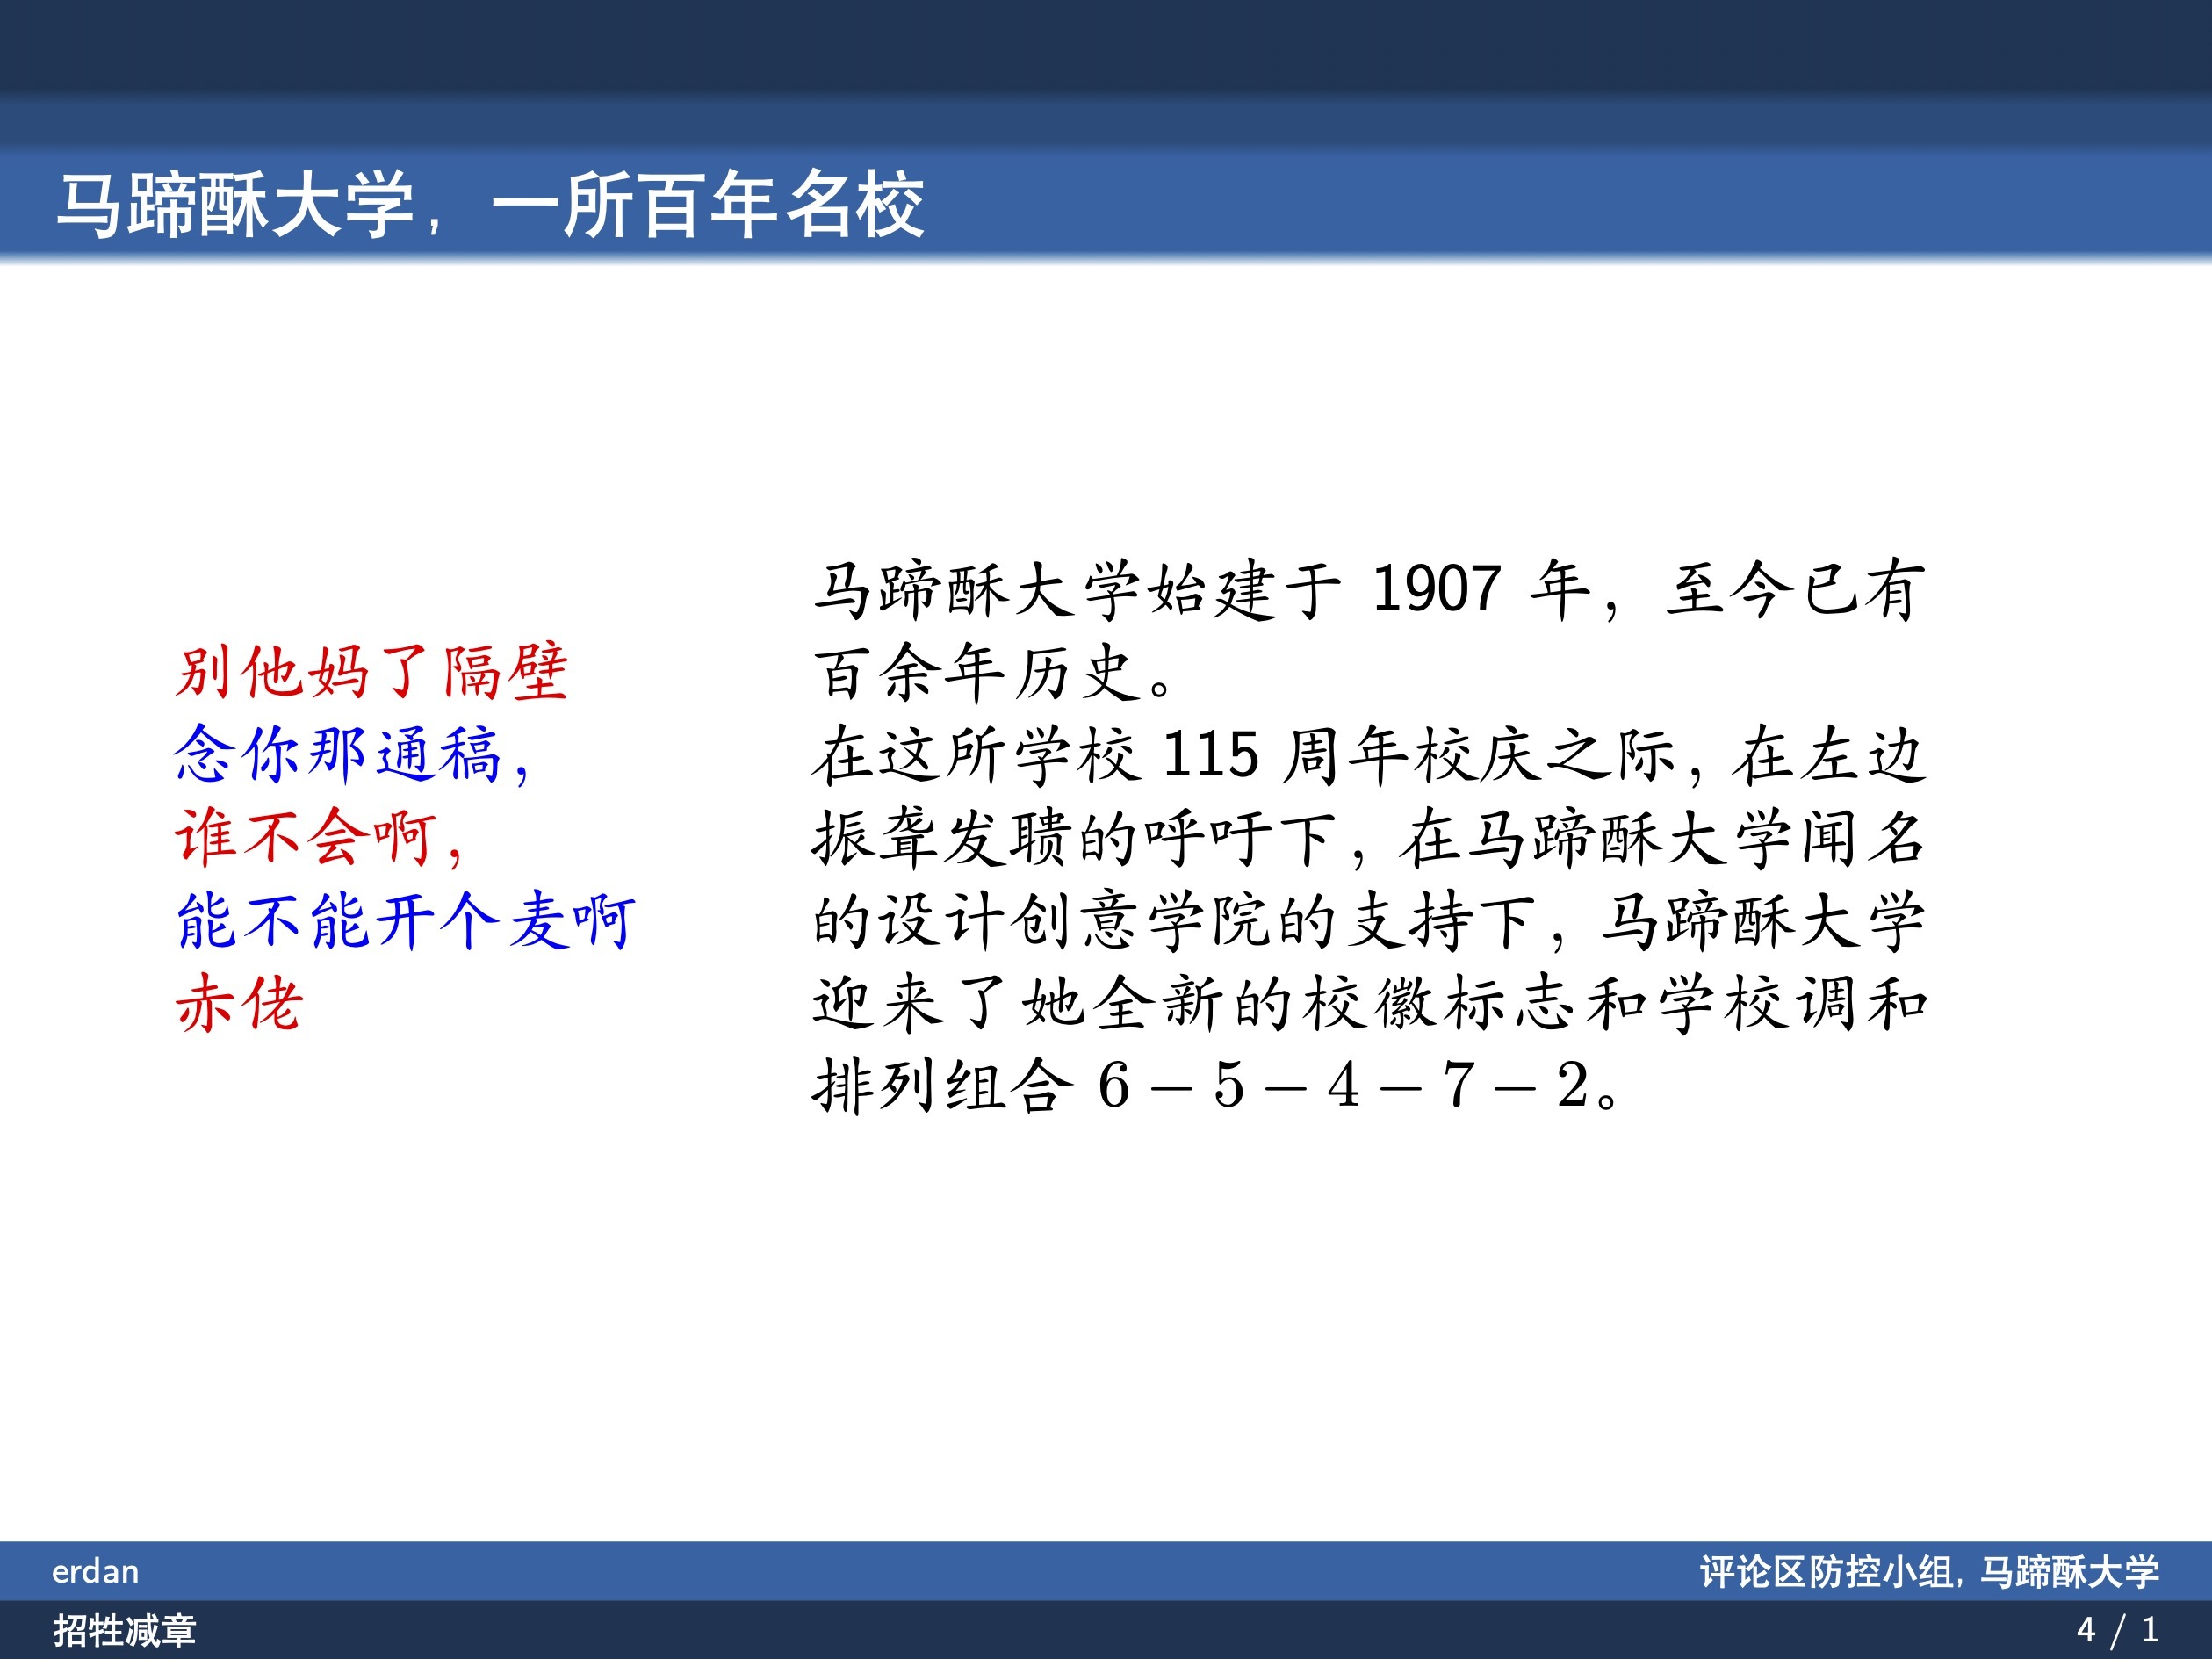 马蹄酥大学，一所百年名校
别他妈了隔壁
念你那通稿，
谁不会啊，
能不能开个麦啊
赤佬
马蹄酥大学始建于 1907 年，至今已有
百余年历史。
在这所学校 115 周年校庆之际，在左边
振聋发聩的呼吁下，在马蹄酥大学闻名
的设计创意学院的支持下，马蹄酥大学
迎来了她全新的校徽标志和学校调和
排列组合 6 − 5 − 4 − 7 − 2。
erdan
评论区防控小组，马蹄酥大学
招牲减章
4 / 1